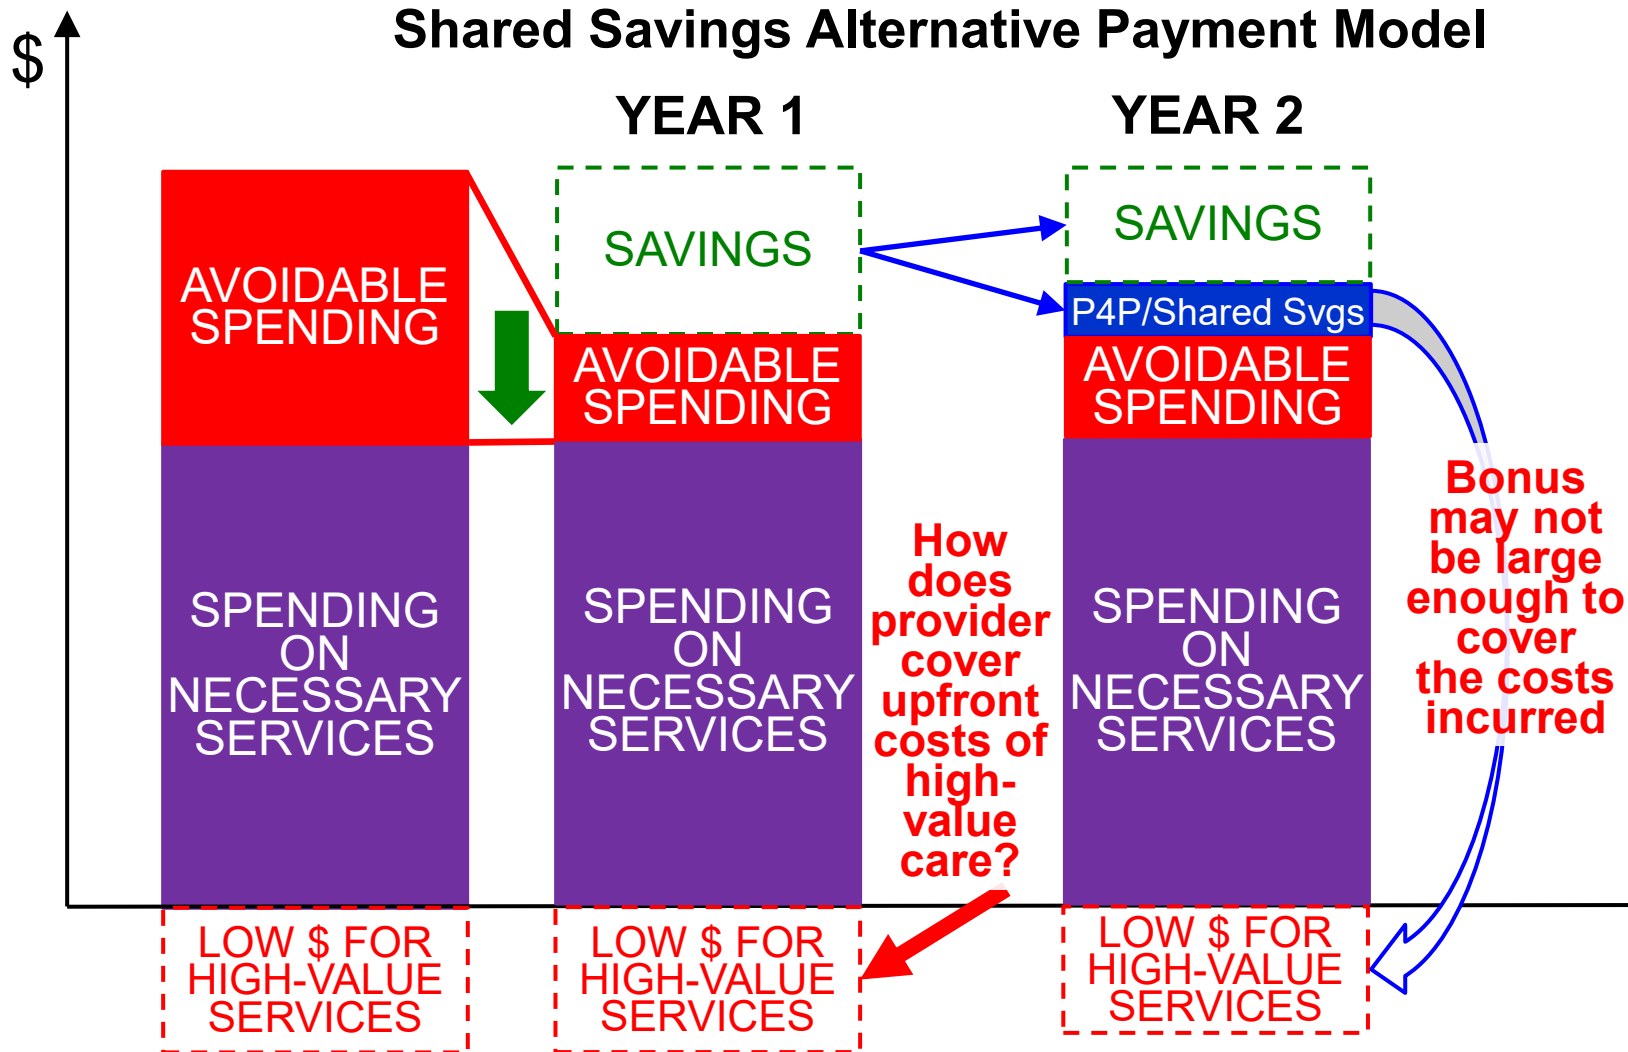 Shared Savings Alternative Payment Model
$
YEAR 1
YEAR 2
AVOIDABLE
SPENDING
SPENDING
ON
NECESSARY
SERVICES
LOW $ FOR
HIGH-VALUE
SERVICES
SAVINGS
AVOIDABLE
SPENDING
SPENDING
ON
NECESSARY
SERVICES
LOW $ FOR
HIGH-VALUE
SERVICES
How
does
provider
cover
upfront
costs of
high-
value
care?
SAVINGS
P4P/Shared Svgs
AVOIDABLE
SPENDING
SPENDING
ON
NECESSARY
SERVICES
LOW $ FOR
HIGH-VALUE
SERVICES
Bonus
may not
be large
enough to
cover
the costs
incurred